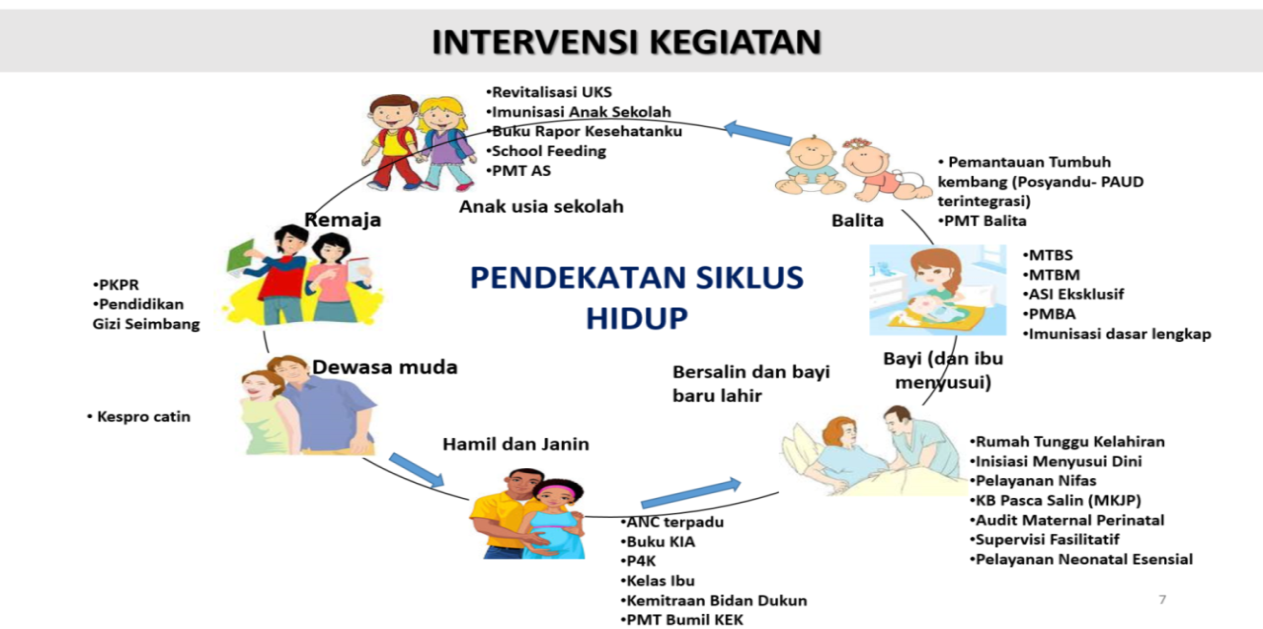 INTERVENSI KEGIATAN
•Revitalisasi UKS
•Imunisasi Anak Sekolah
•Buku Rapor Kesehatanku
•School Feeding
•PMT AS
Anak usia sekolah
• Pemantauan Tumbuh
kembang (Posyandu- PAUD
terintegrasi)
•PMT Balita
Balita
Remaja
•PKPR
•Pendidikan
Gizi Seimbang
PENDEKATAN SIKLUS
HIDUP
•MTBS
•MTBM
•ASI Eksklusif
•PMBA
•Imunisasi dasar lengkap
Bayi (dan ibu
menyusui)
Dewasa muda
• Kespro catin
Bersalin dan bayi
baru lahir
•Rumah Tunggu Kelahiran
•Inisiasi Menyusui Dini
•Pelayanan Nifas
•KB Pasca Salin (MKJP)
•Audit Maternal Perinatal
•Supervisi Fasilitatif
•Pelayanan Neonatal Esensial
Hamil dan Janin
•ANC terpadu
•Buku KIA
•P4K
•Kelas Ibu
•Kemitraan Bidan Dukun
•PMT Bumil KEK
7